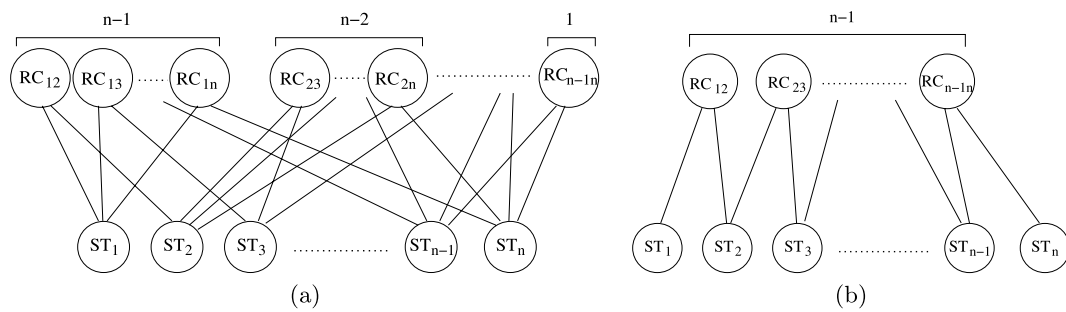 n−1 n−2 1 n−1
RC12 RC13 ..... RC1n RC23 ...... RC2n .................. RCn−1n RC12 RC23 ................ RCn−1n
ST1 ST2 ST3 .................. STn−1 STn ST1 ST2 ST3 ................. STn−1 STn
(a) (b)